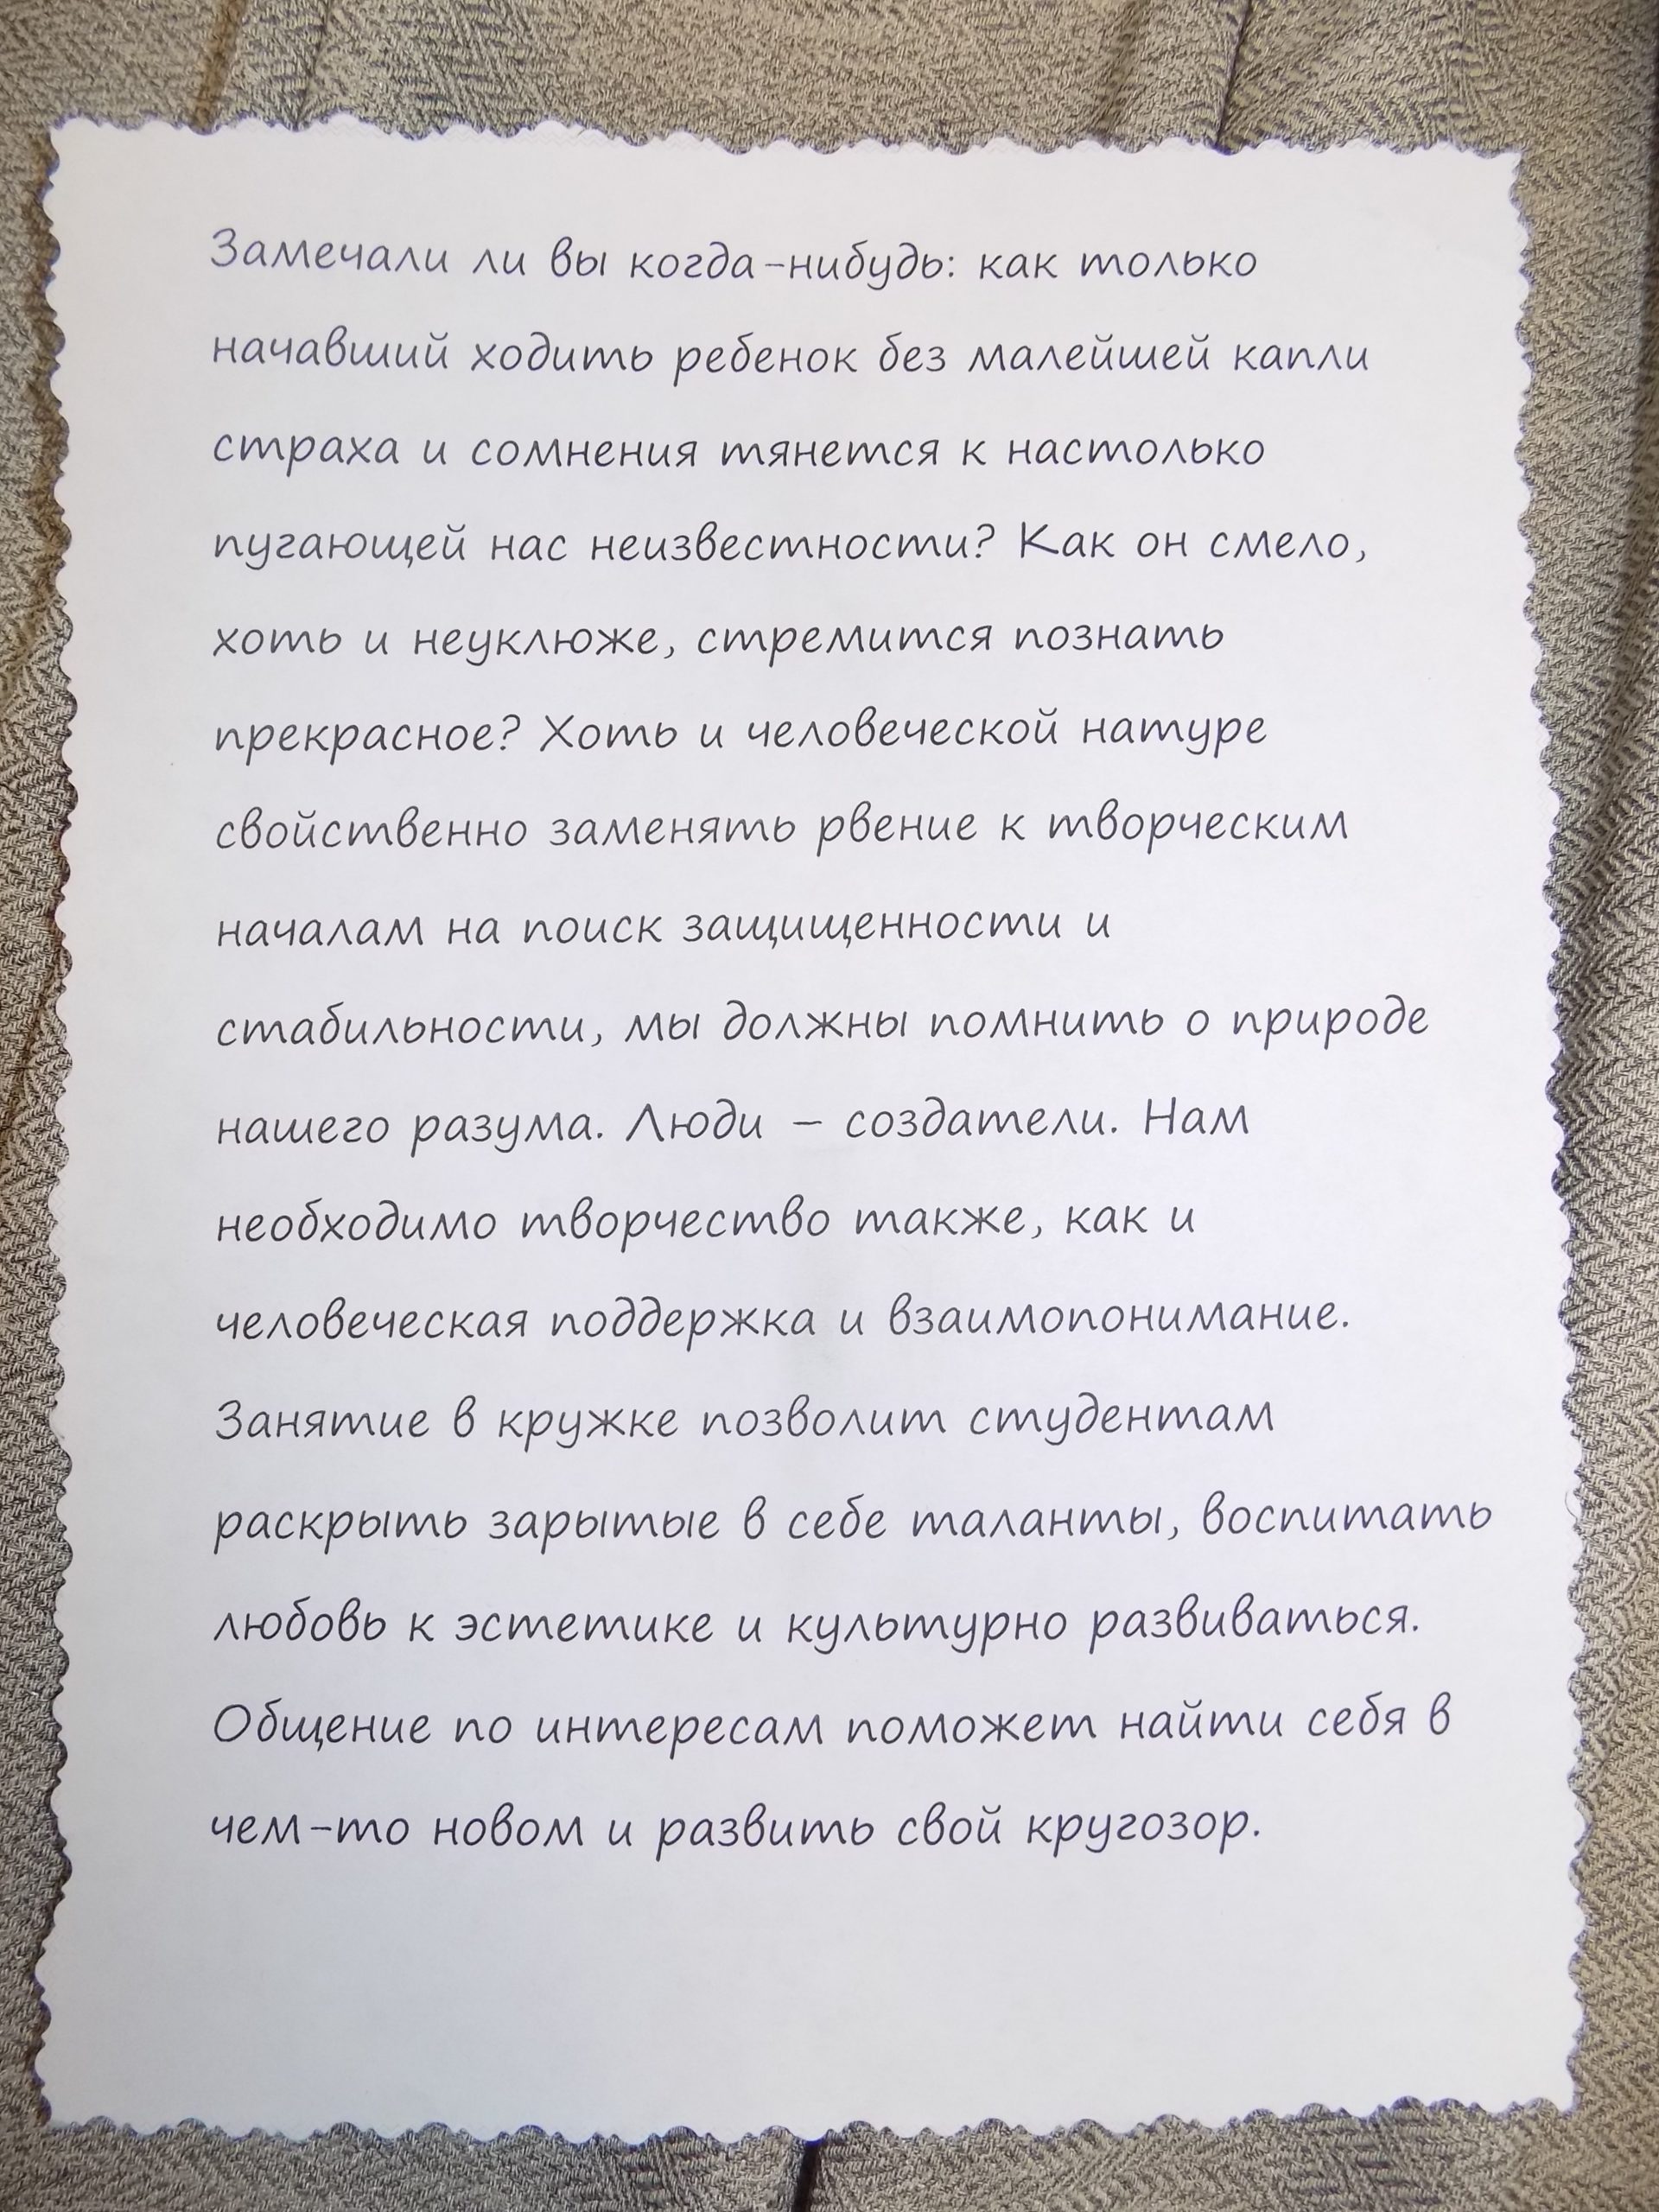 Замечали ли вы когда-нибудь: как только
начавший ходить ребенок без малейшей капли
страха и сомнения тянется к настолько
пугающей нас неизвестности? Как он смело,
хоть и неуклюже, стремится познать
прекрасное? Хоть и человеческой натуре
свойственно заменять рвение к творческим
началам на поиск защищенности и
стабильности, мы должны помнить о природе
нашего разума. Люди – создатели. Нам
необходимо творчество также, как и
человеческая поддержка и взаимопонимание.
Занятие в кружке позволит студентам
раскрыть зарытые в себе таланты, воспитать
любовь к эстетике и культурно развиваться.
Общение по интересам поможет найти себя в
чем-то новом и развить свой кругозор.